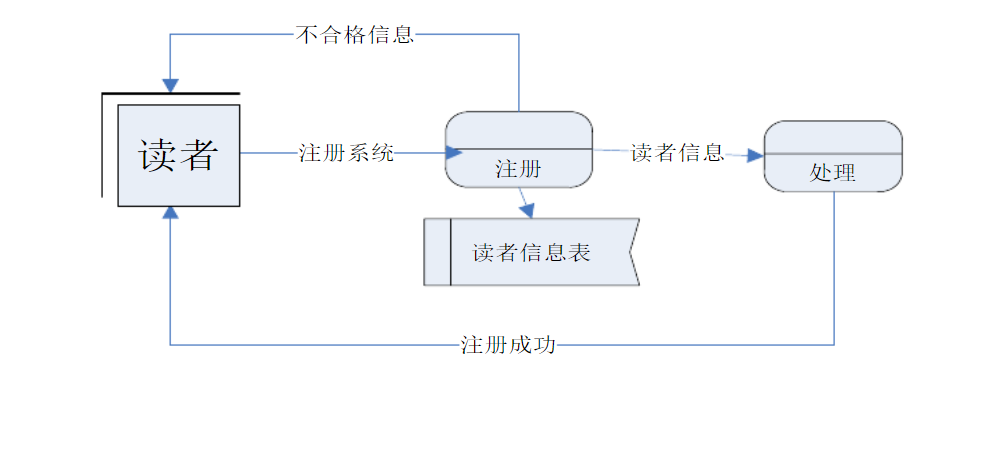 不合格信息
读者
注册系统
注册
读者信息
处理
读者信息表
注册成功